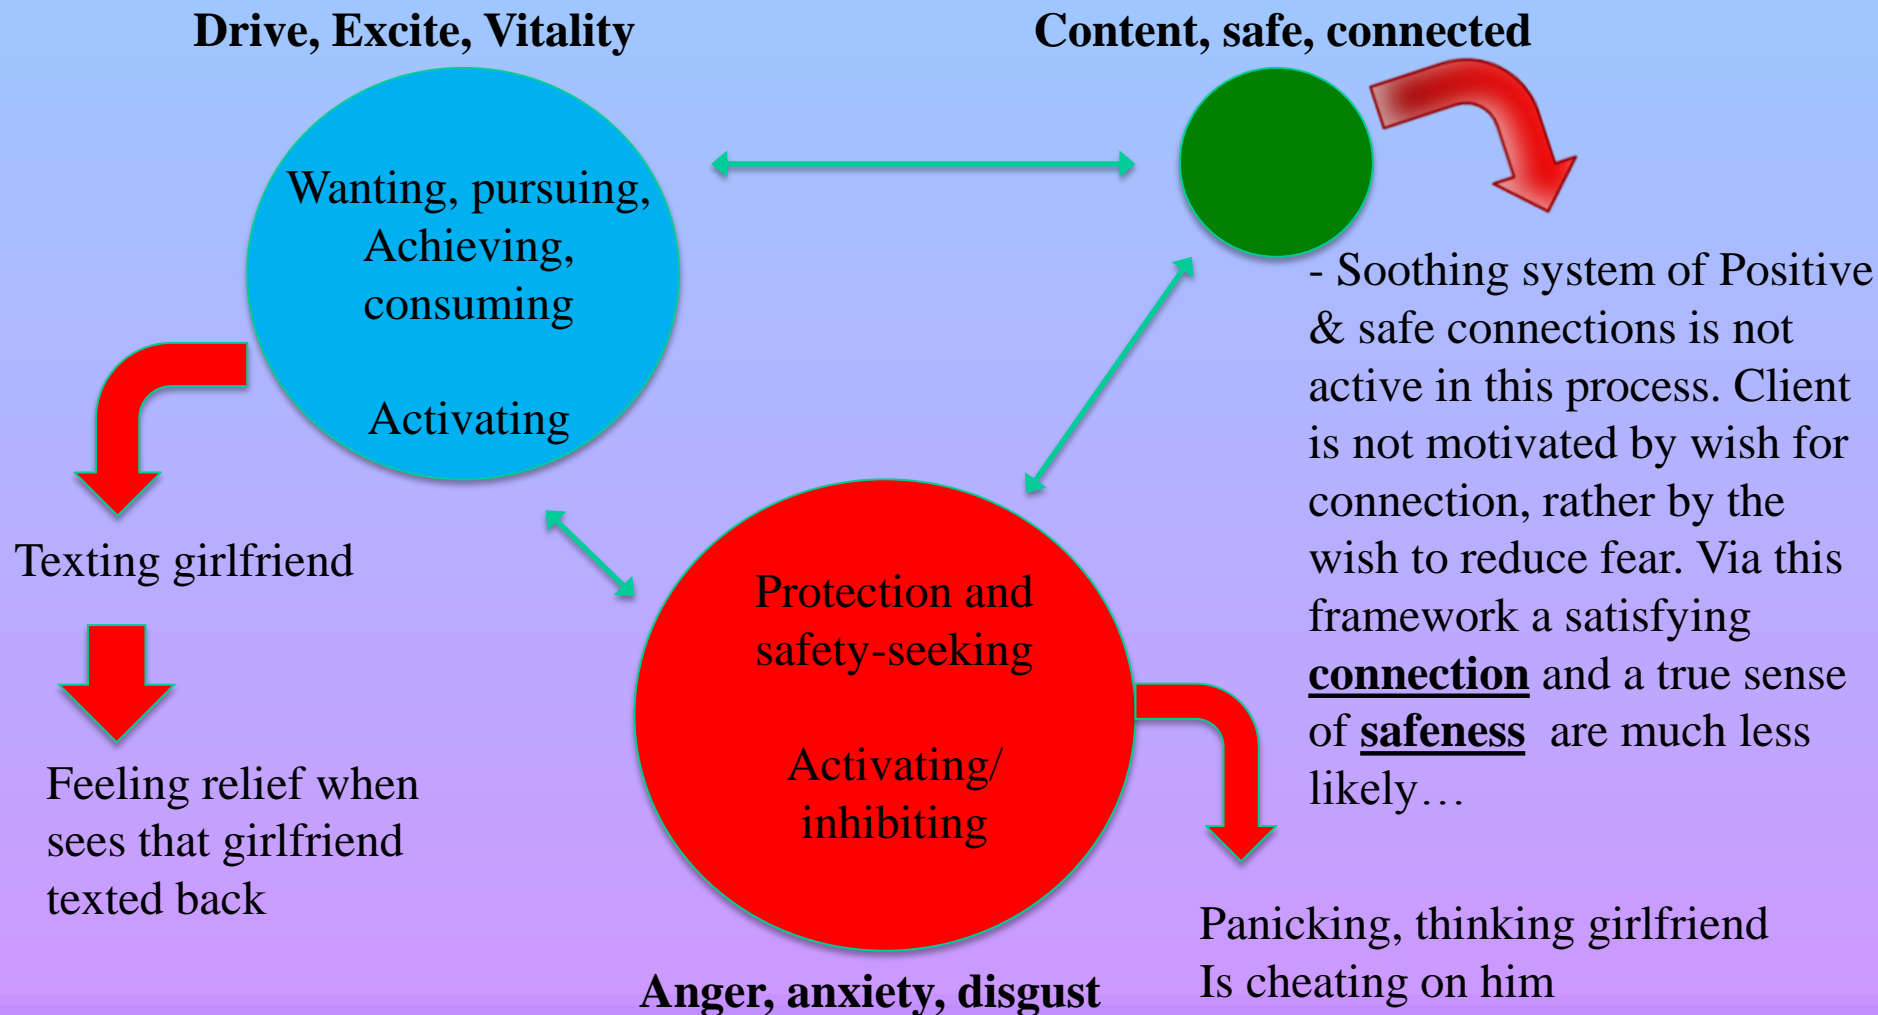 Drive, Excite, Vitality
Content, safe, connected
Wanting, pursuing,
Achieving,
consuming
Activating
- Soothing system of Positive
& safe connections is not
active in this process. Client
is not motivated by wish for
connection, rather by the
wish to reduce fear. Via this
framework a satisfying
connection and a true sense
of safeness are much less
likely…
Texting girlfriend
Feeling relief when
sees that girlfriend
texted back
Protection and
safety-seeking
Activating/
inhibiting
Panicking, thinking girlfriend
Is cheating on him
Anger, anxiety, disgust